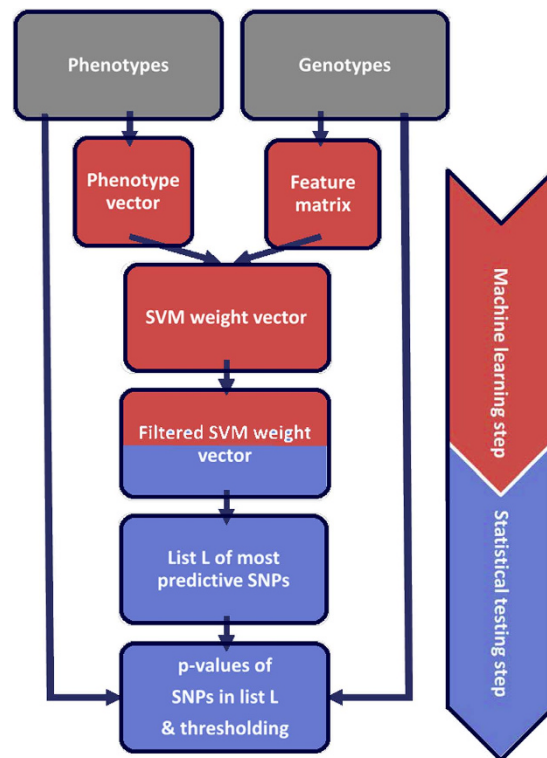 Phenotypes
Genotypes
Phenotype
vector
Feature
matrix
SVM weight vector
Filtered SVM weight
vector
List L of most
predictive SNPs
p-values of
SNPs in list L
& thresholding
Machine learning step
Statistical testing step